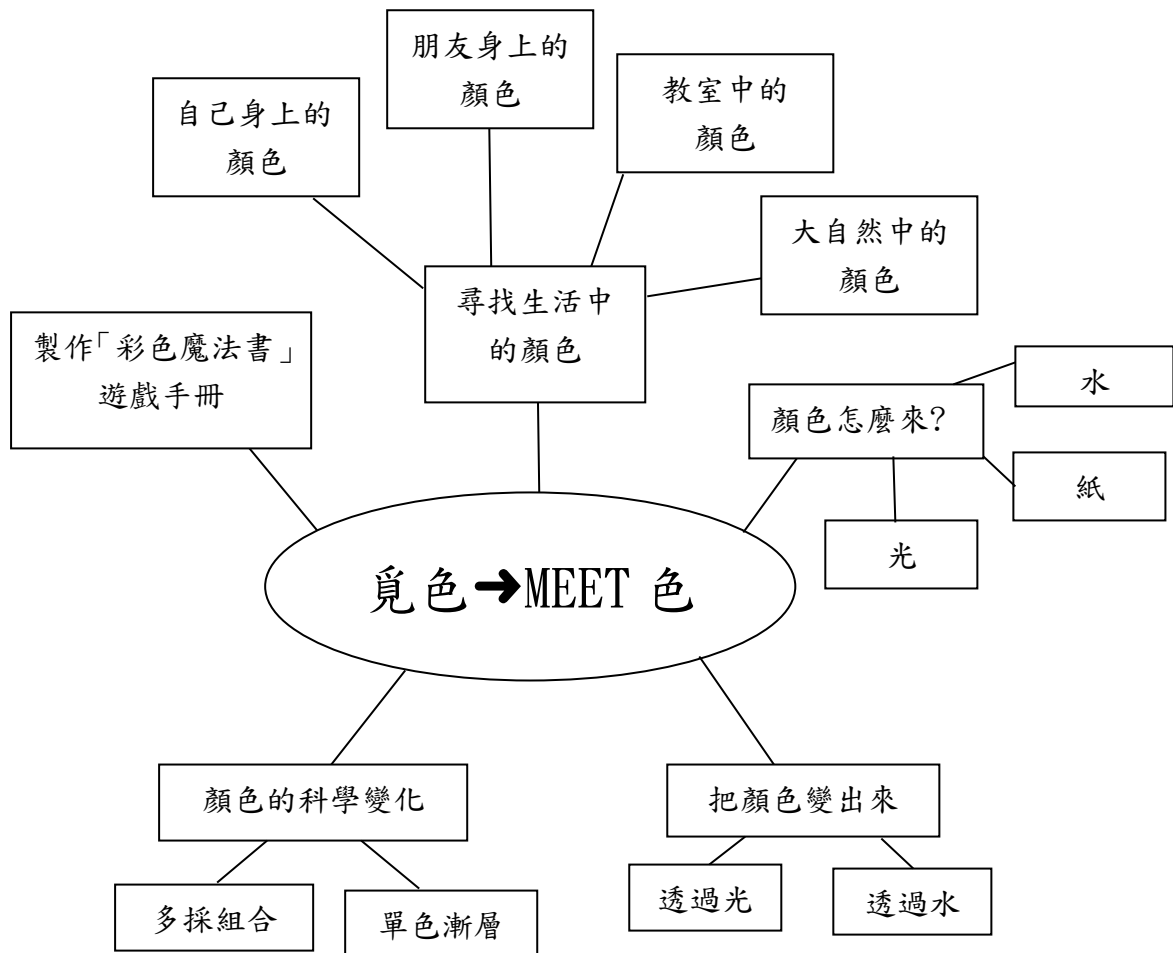 朋友身上的
顏色
教室中的
顏色
自己身上的
顏色
大自然中的
顏色
尋找生活中
的顏色
製作「彩色魔法書」
遊戲手冊
水
顏色怎麼來?
紙
光
覓色➜MEET 色
顏色的科學變化
把顏色變出來
多採組合
單色漸層
透過光
透過水